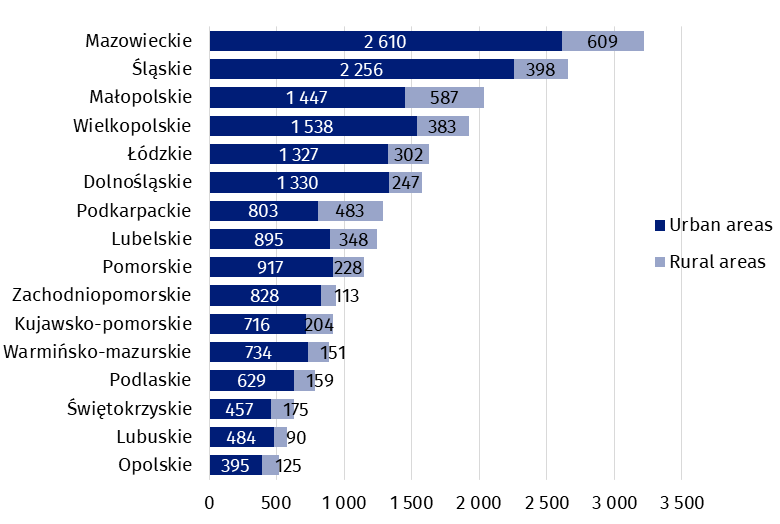 Mazowieckie 2 610 609
Śląskie 2 256 398
Małopolskie 1 447 587
Wielkopolskie 1 538 383
Łódzkie 1 327 302
Dolnośląskie 1 330 247
Podkarpackie 803 483
Urban areas
Lubelskie 895 348
Rural areas
Pomorskie 917 228
Zachodniopomorskie 828 113
Kujawsko-pomorskie 716 204
Warmińsko-mazurskie 734 151
Podlaskie 629 159
Świętokrzyskie 457 175
Lubuskie 484 90
Opolskie 395 125
0 500 1 000 1 500 2 000 2 500 3 000 3 500